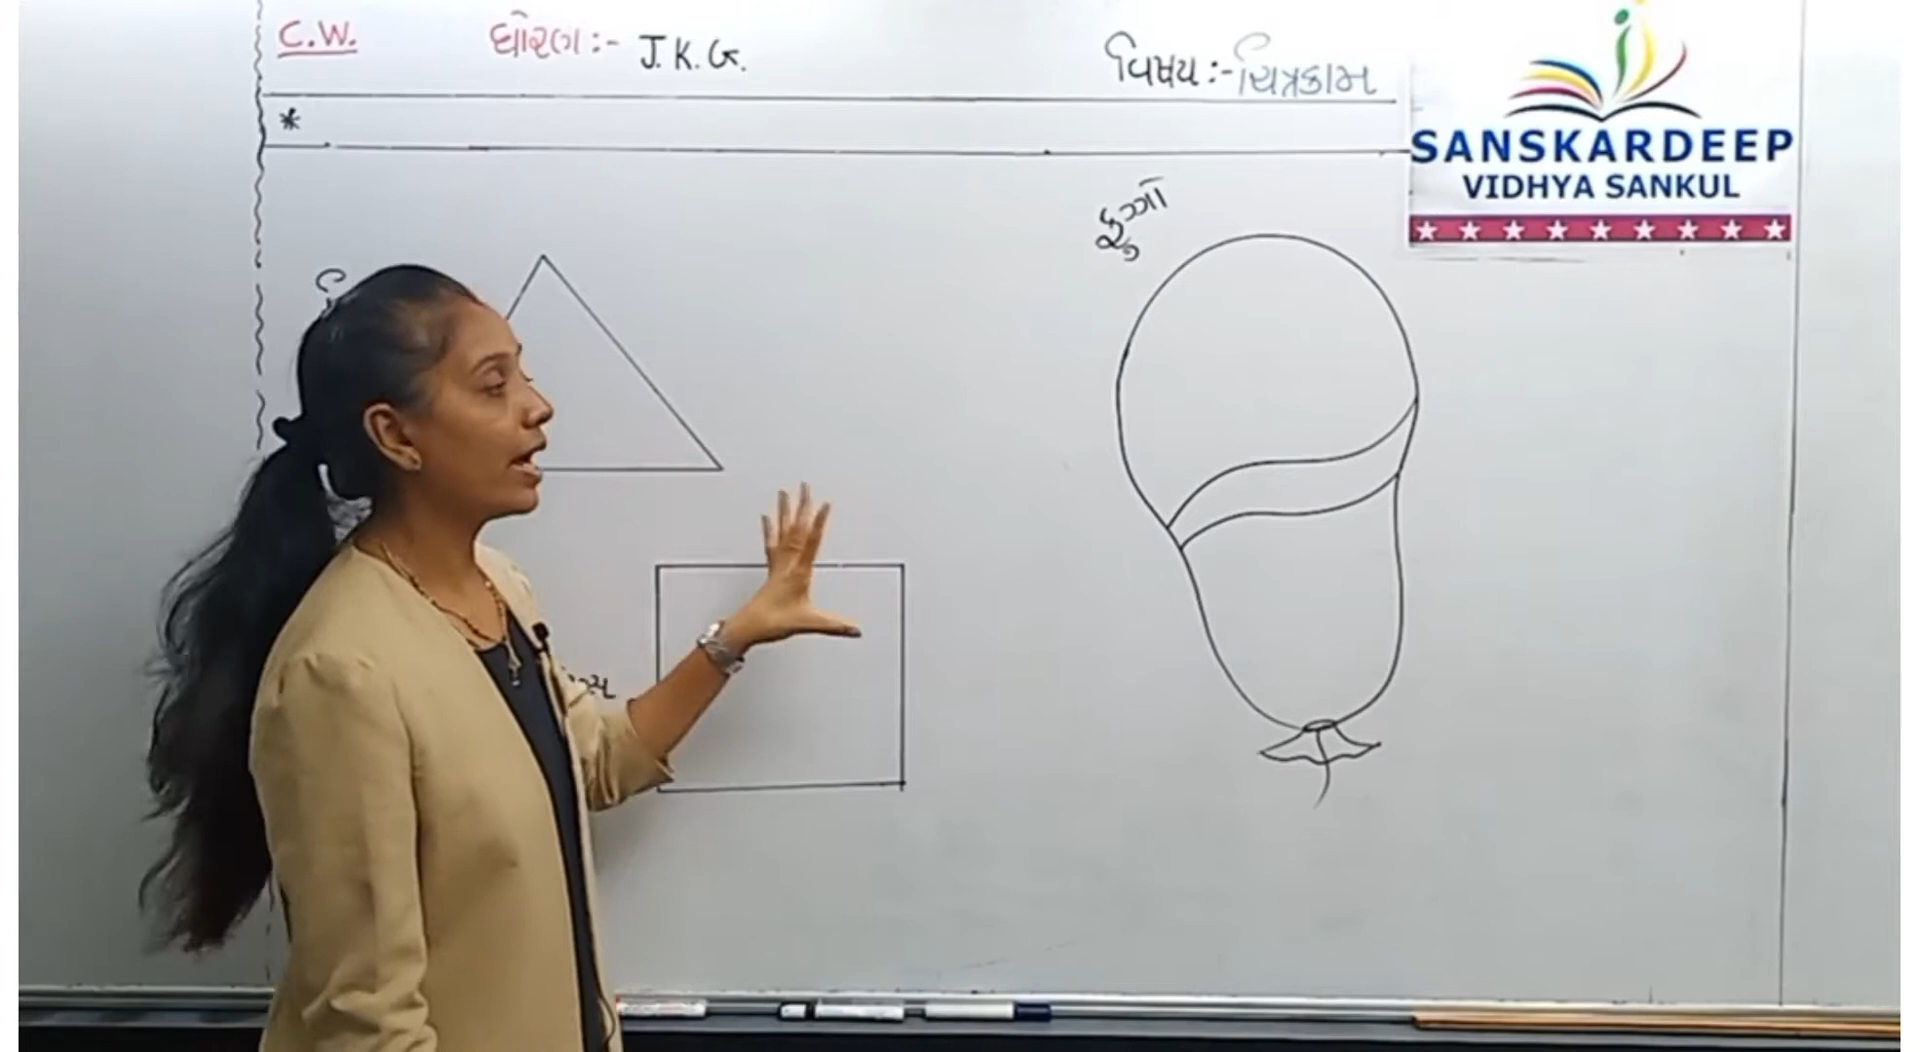 C.W. ધોરણ :- J.K.G. વિષય :- ચિત્રકામ
*
SANSKARDEEP
VIDHYA SANKUL
ફુગ્ગો